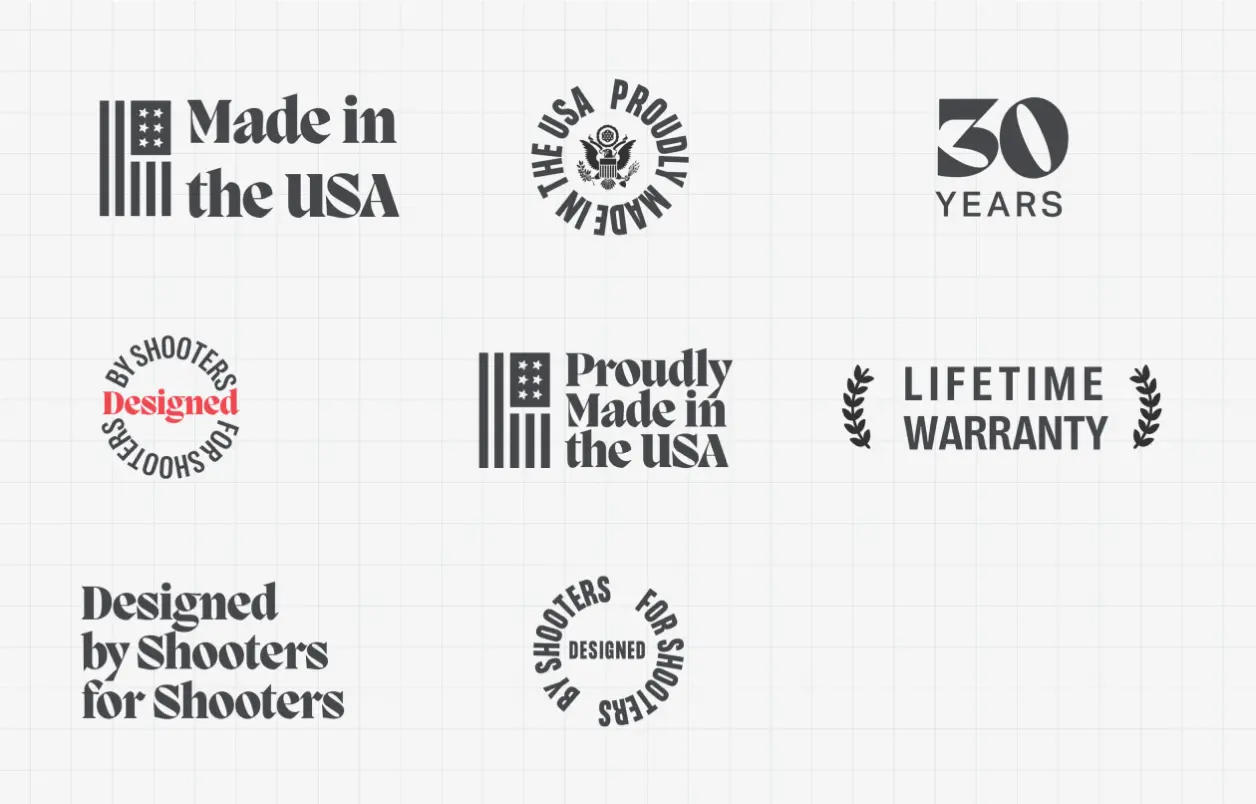 Made in
the USA
PROUDLY MADE IN THE USA
30
YEARS
BY SHOOTERS
Designed
FOR SHOOTERS
Proudly
Made in
the USA
LIFETIME
WARRANTY
Designed
by Shooters
for Shooters
DESIGNED
BY SHOOTERS
FOR SHOOTERS